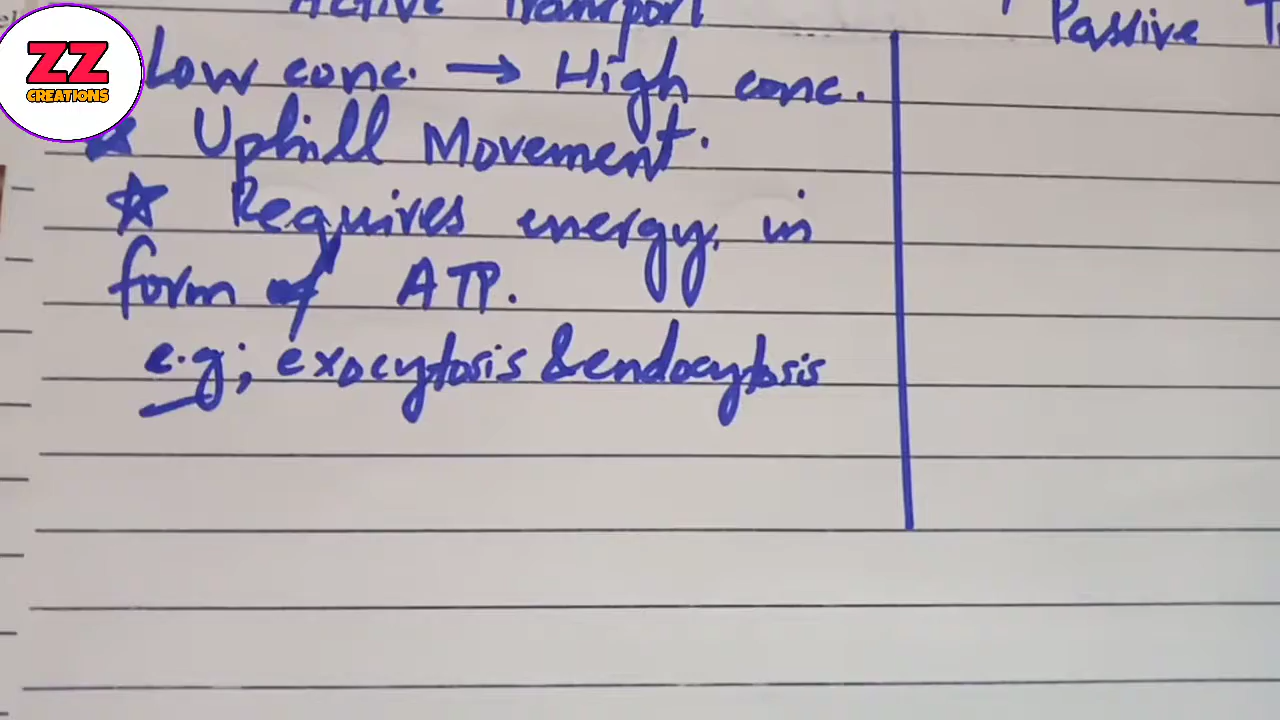 Active Transport
Passive
ZZ
CREATIONS
Low conc. → High conc.
☆ Uphill Movement.
☆ Requires energy, in
form of ATP.
e.g; exocytosis & endocytosis